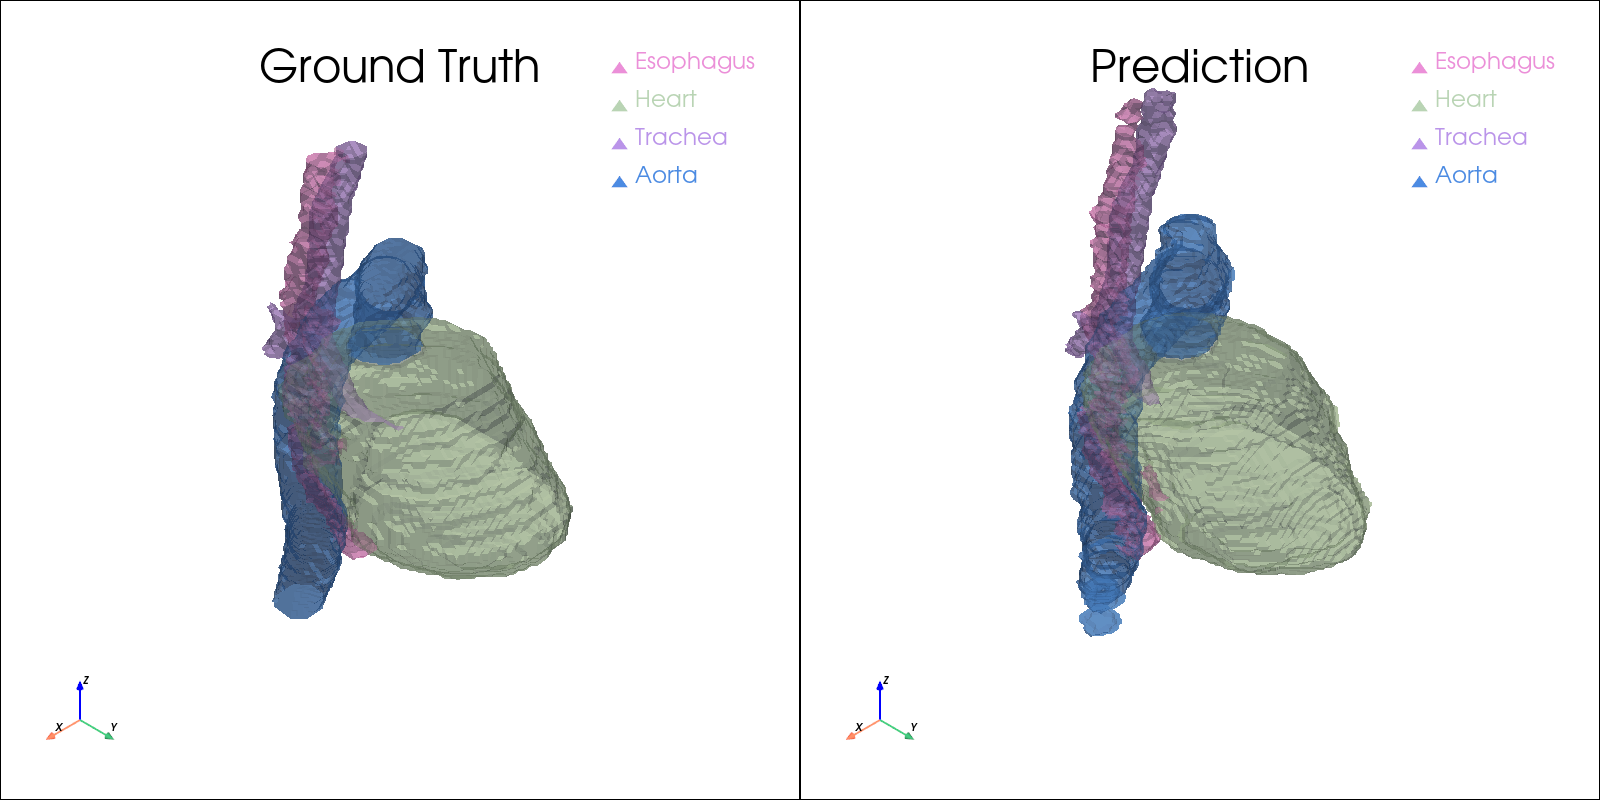 Ground Truth
Esophagus
Heart
Trachea
Aorta
Z
X
Y
Prediction
Esophagus
Heart
Trachea
Aorta
Z
X
Y